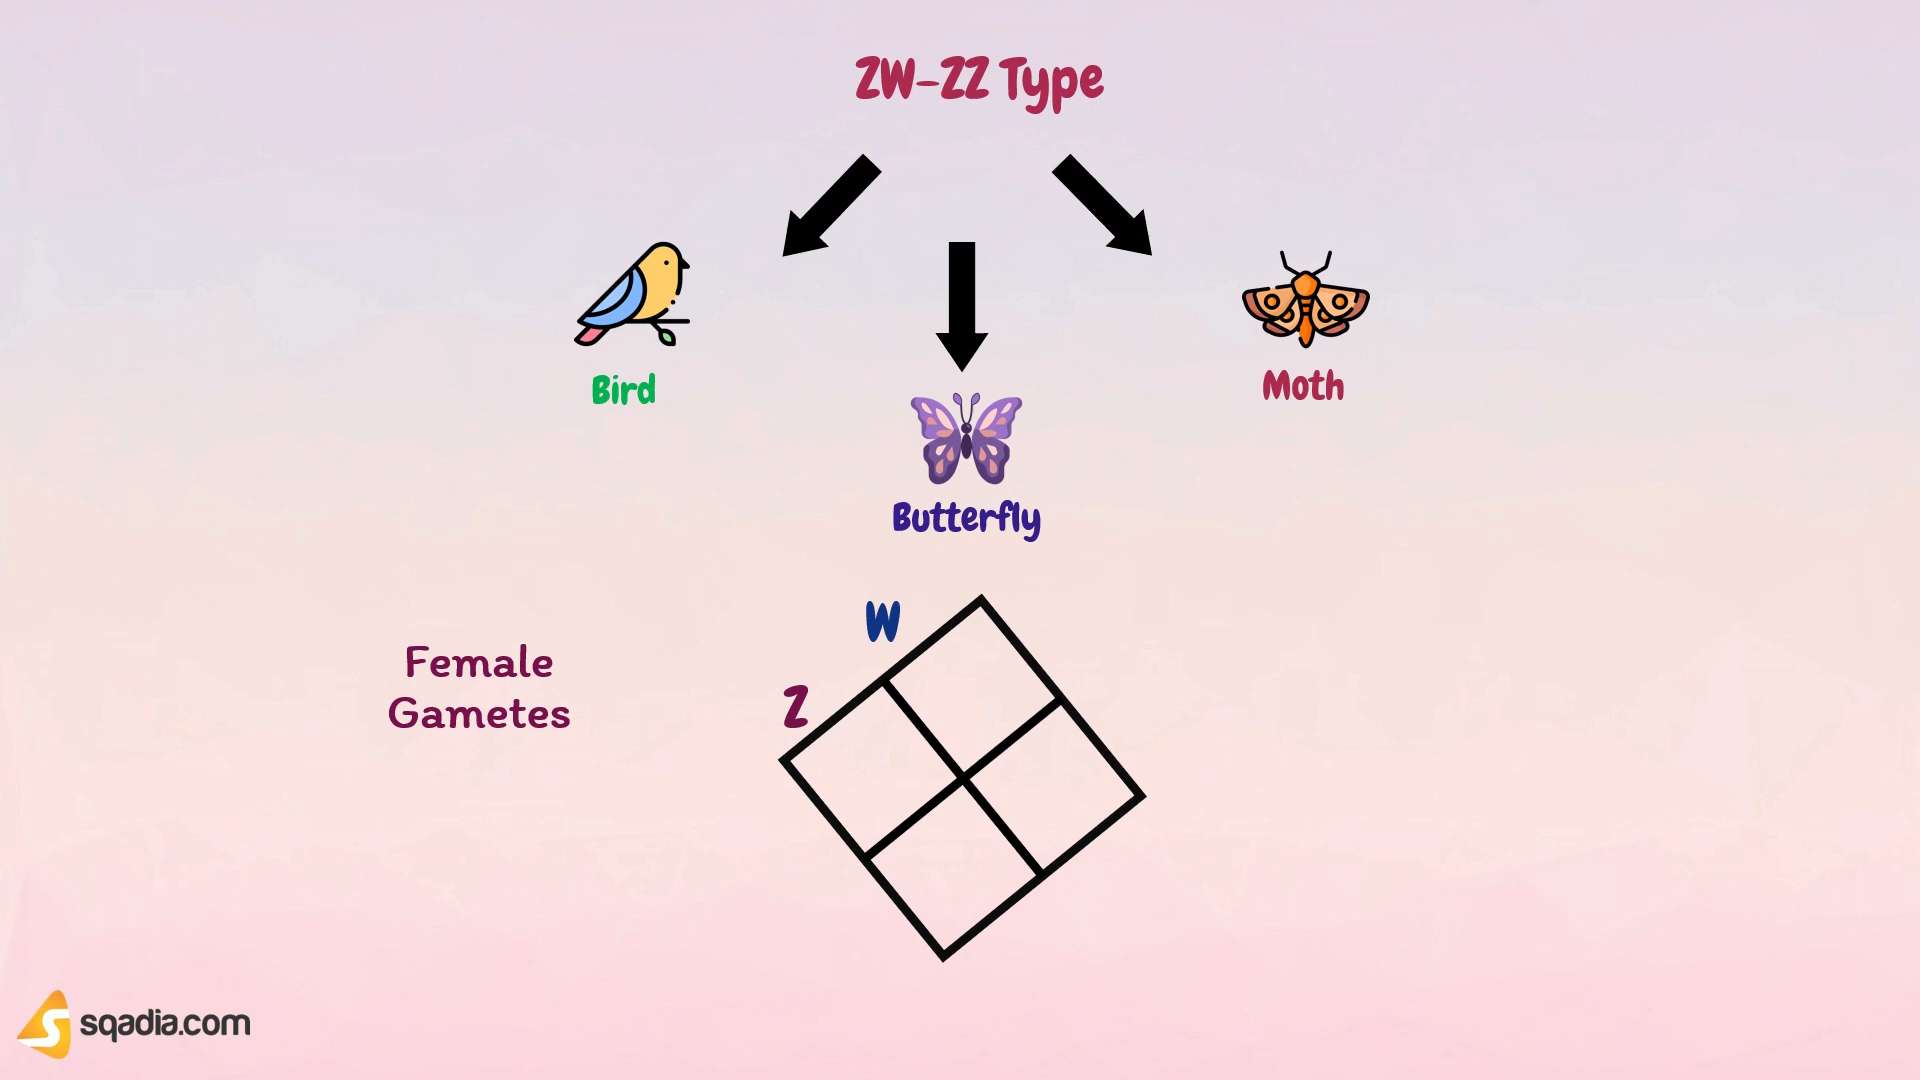 ZW-ZZ Type
Bird
Moth
Butterfly
W
Female
Gametes
Z
sqadia.com